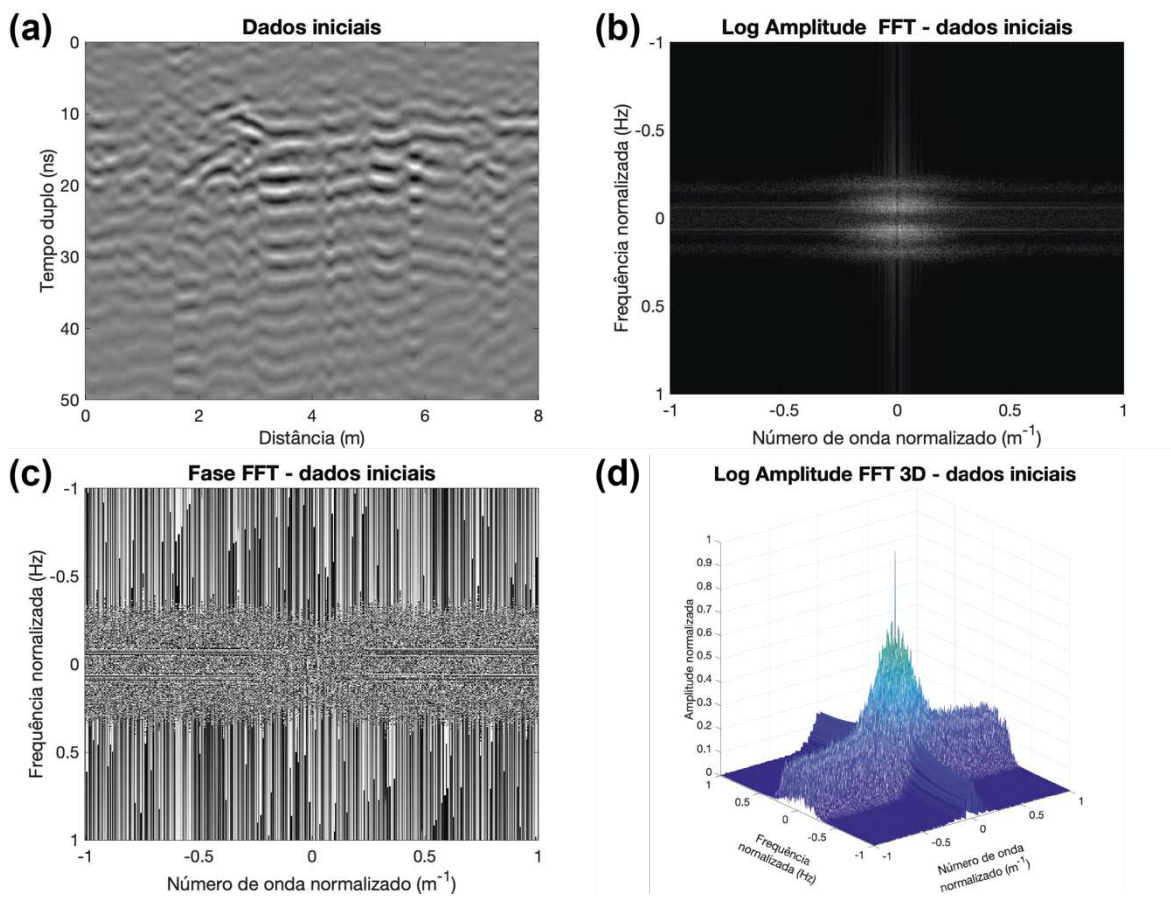 (a)
Dados iniciais
0
10
20
30
40
50
Tempo duplo (ns)
0
2
4
6
8
Distância (m)
(b)
Log Amplitude FFT - dados iniciais
-1
-0.5
0
0.5
1
Frequência normalizada (Hz)
-1
-0.5
0
0.5
1
Número de onda normalizado (m⁻¹)
(c)
Fase FFT - dados iniciais
-1
-0.5
0
0.5
1
Frequência normalizada (Hz)
-1
-0.5
0
0.5
1
Número de onda normalizado (m⁻¹)
(d)
Log Amplitude FFT 3D - dados iniciais
1
0.9
0.8
0.7
0.6
0.5
0.4
0.3
0.2
0.1
0
Amplitude normalizada
1
0.5
0
-0.5
-1
Frequência
normalizada (Hz)
-1
-0.5
0
0.5
1
Número de onda
normalizado (m⁻¹)